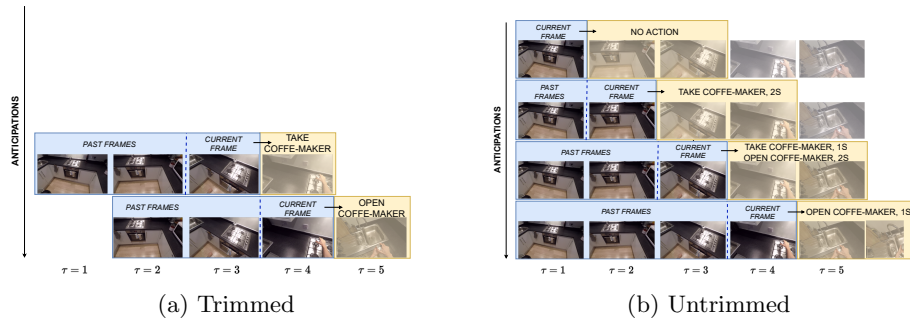 ANTICIPATIONS
PAST FRAMES
CURRENT
FRAME
TAKE
COFFE-MAKER
PAST FRAMES
CURRENT
FRAME
OPEN
COFFE-MAKER
τ = 1
τ = 2
τ = 3
τ = 4
τ = 5
(a) Trimmed
ANTICIPATIONS
CURRENT
FRAME
NO ACTION
PAST
FRAMES
CURRENT
FRAME
TAKE COFFE-MAKER, 2S
PAST FRAMES
CURRENT
FRAME
TAKE COFFE-MAKER, 1S
OPEN COFFE-MAKER, 2S
PAST FRAMES
CURRENT
FRAME
OPEN COFFE-MAKER, 1S
τ = 1
τ = 2
τ = 3
τ = 4
τ = 5
(b) Untrimmed